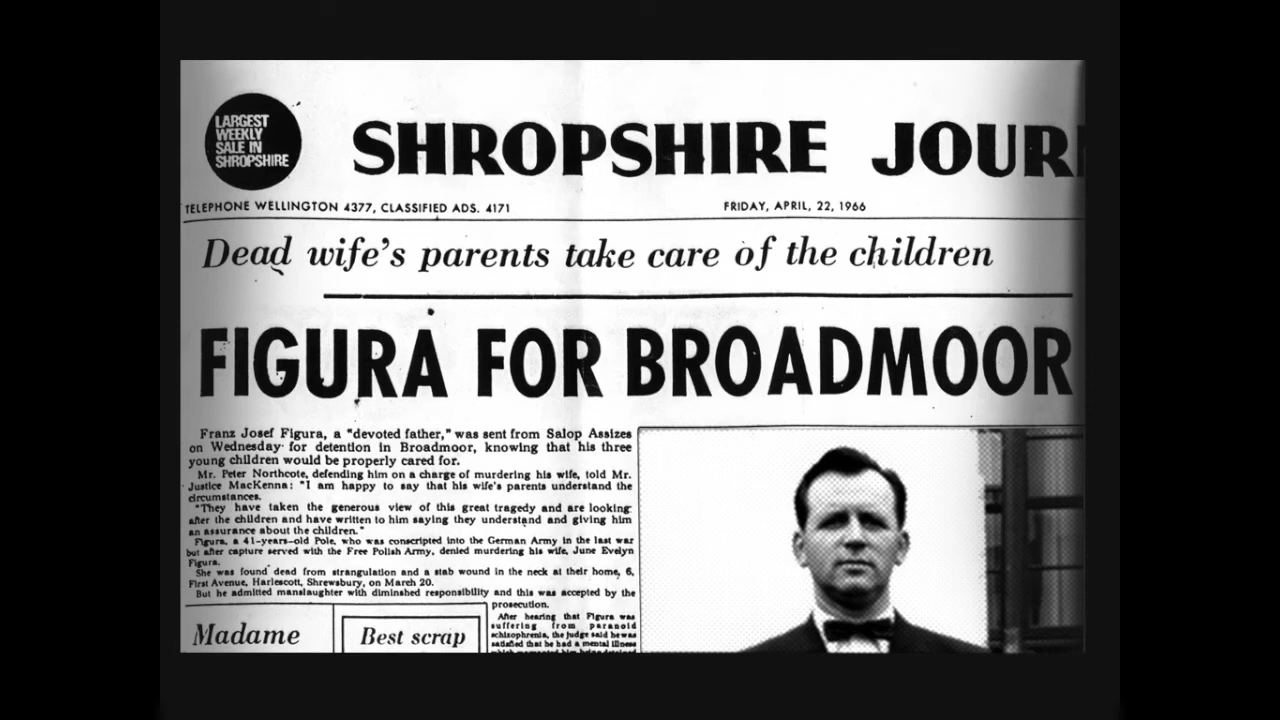 LARGEST
WEEKLY
SALE IN
SHROPSHIRE
SHROPSHIRE JOUR
TELEPHONE WELLINGTON 4377, CLASSIFIED ADS. 4171
FRIDAY, APRIL, 22, 1966
Dead wife's parents take care of the children
FIGURA FOR BROADMOOR
Franz Josef Figura, a "devoted father," was sent from Salop Assizes
on Wednesday for detention in Broadmoor, knowing that his three
young children would be properly cared for.
Mr. Peter Northcote, defending him on a charge of murdering his wife, told Mr.
Justice MacKenna: "I am happy to say that his wife's parents understand the
circumstances.
"They have taken the generous view of this great tragedy and are looking
after the children and have written to him saying they understand and giving him
an assurance about the children."
Figura, a 41-years-old Pole, who was conscripted into the German Army in the last war
but after capture served with the Free Polish Army, denied murdering his wife, June Evelyn
Figura.
She was found dead from strangulation and a stab wound in the neck at their home, 6,
First Avenue, Harlescott, Shrewsbury, on March 20.
But he admitted manslaughter with diminished responsibility and this was accepted by the
prosecution.
After hearing that Figura was
suffering from paranoid
schizophrenia, the judge said he was
satisfied that he had a mental illness
Madame
Best scrap